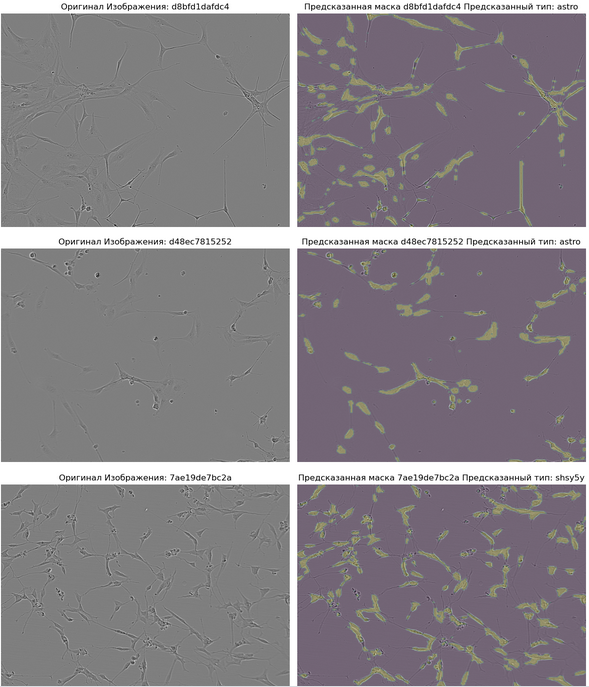 Оригинал Изображения: d8bfd1dafdc4
Предсказанная маска d8bfd1dafdc4 Предсказанный тип: astro
Оригинал Изображения: d48ec7815252
Предсказанная маска d48ec7815252 Предсказанный тип: astro
Оригинал Изображения: 7ae19de7bc2a
Предсказанная маска 7ae19de7bc2a Предсказанный тип: shsy5y